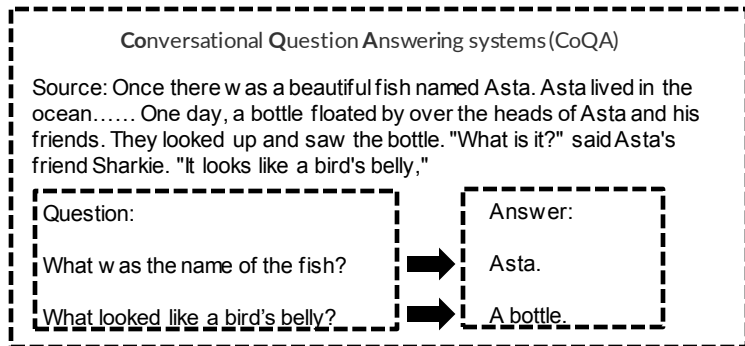 Conversational Question Answering systems (CoQA)
Source: Once there was a beautiful fish named Asta. Asta lived in the
ocean…… One day, a bottle floated by over the heads of Asta and his
friends. They looked up and saw the bottle. "What is it?" said Asta's
friend Sharkie. "It looks like a bird's belly,"
Question:
Answer:
What was the name of the fish?
Asta.
What looked like a bird’s belly?
A bottle.